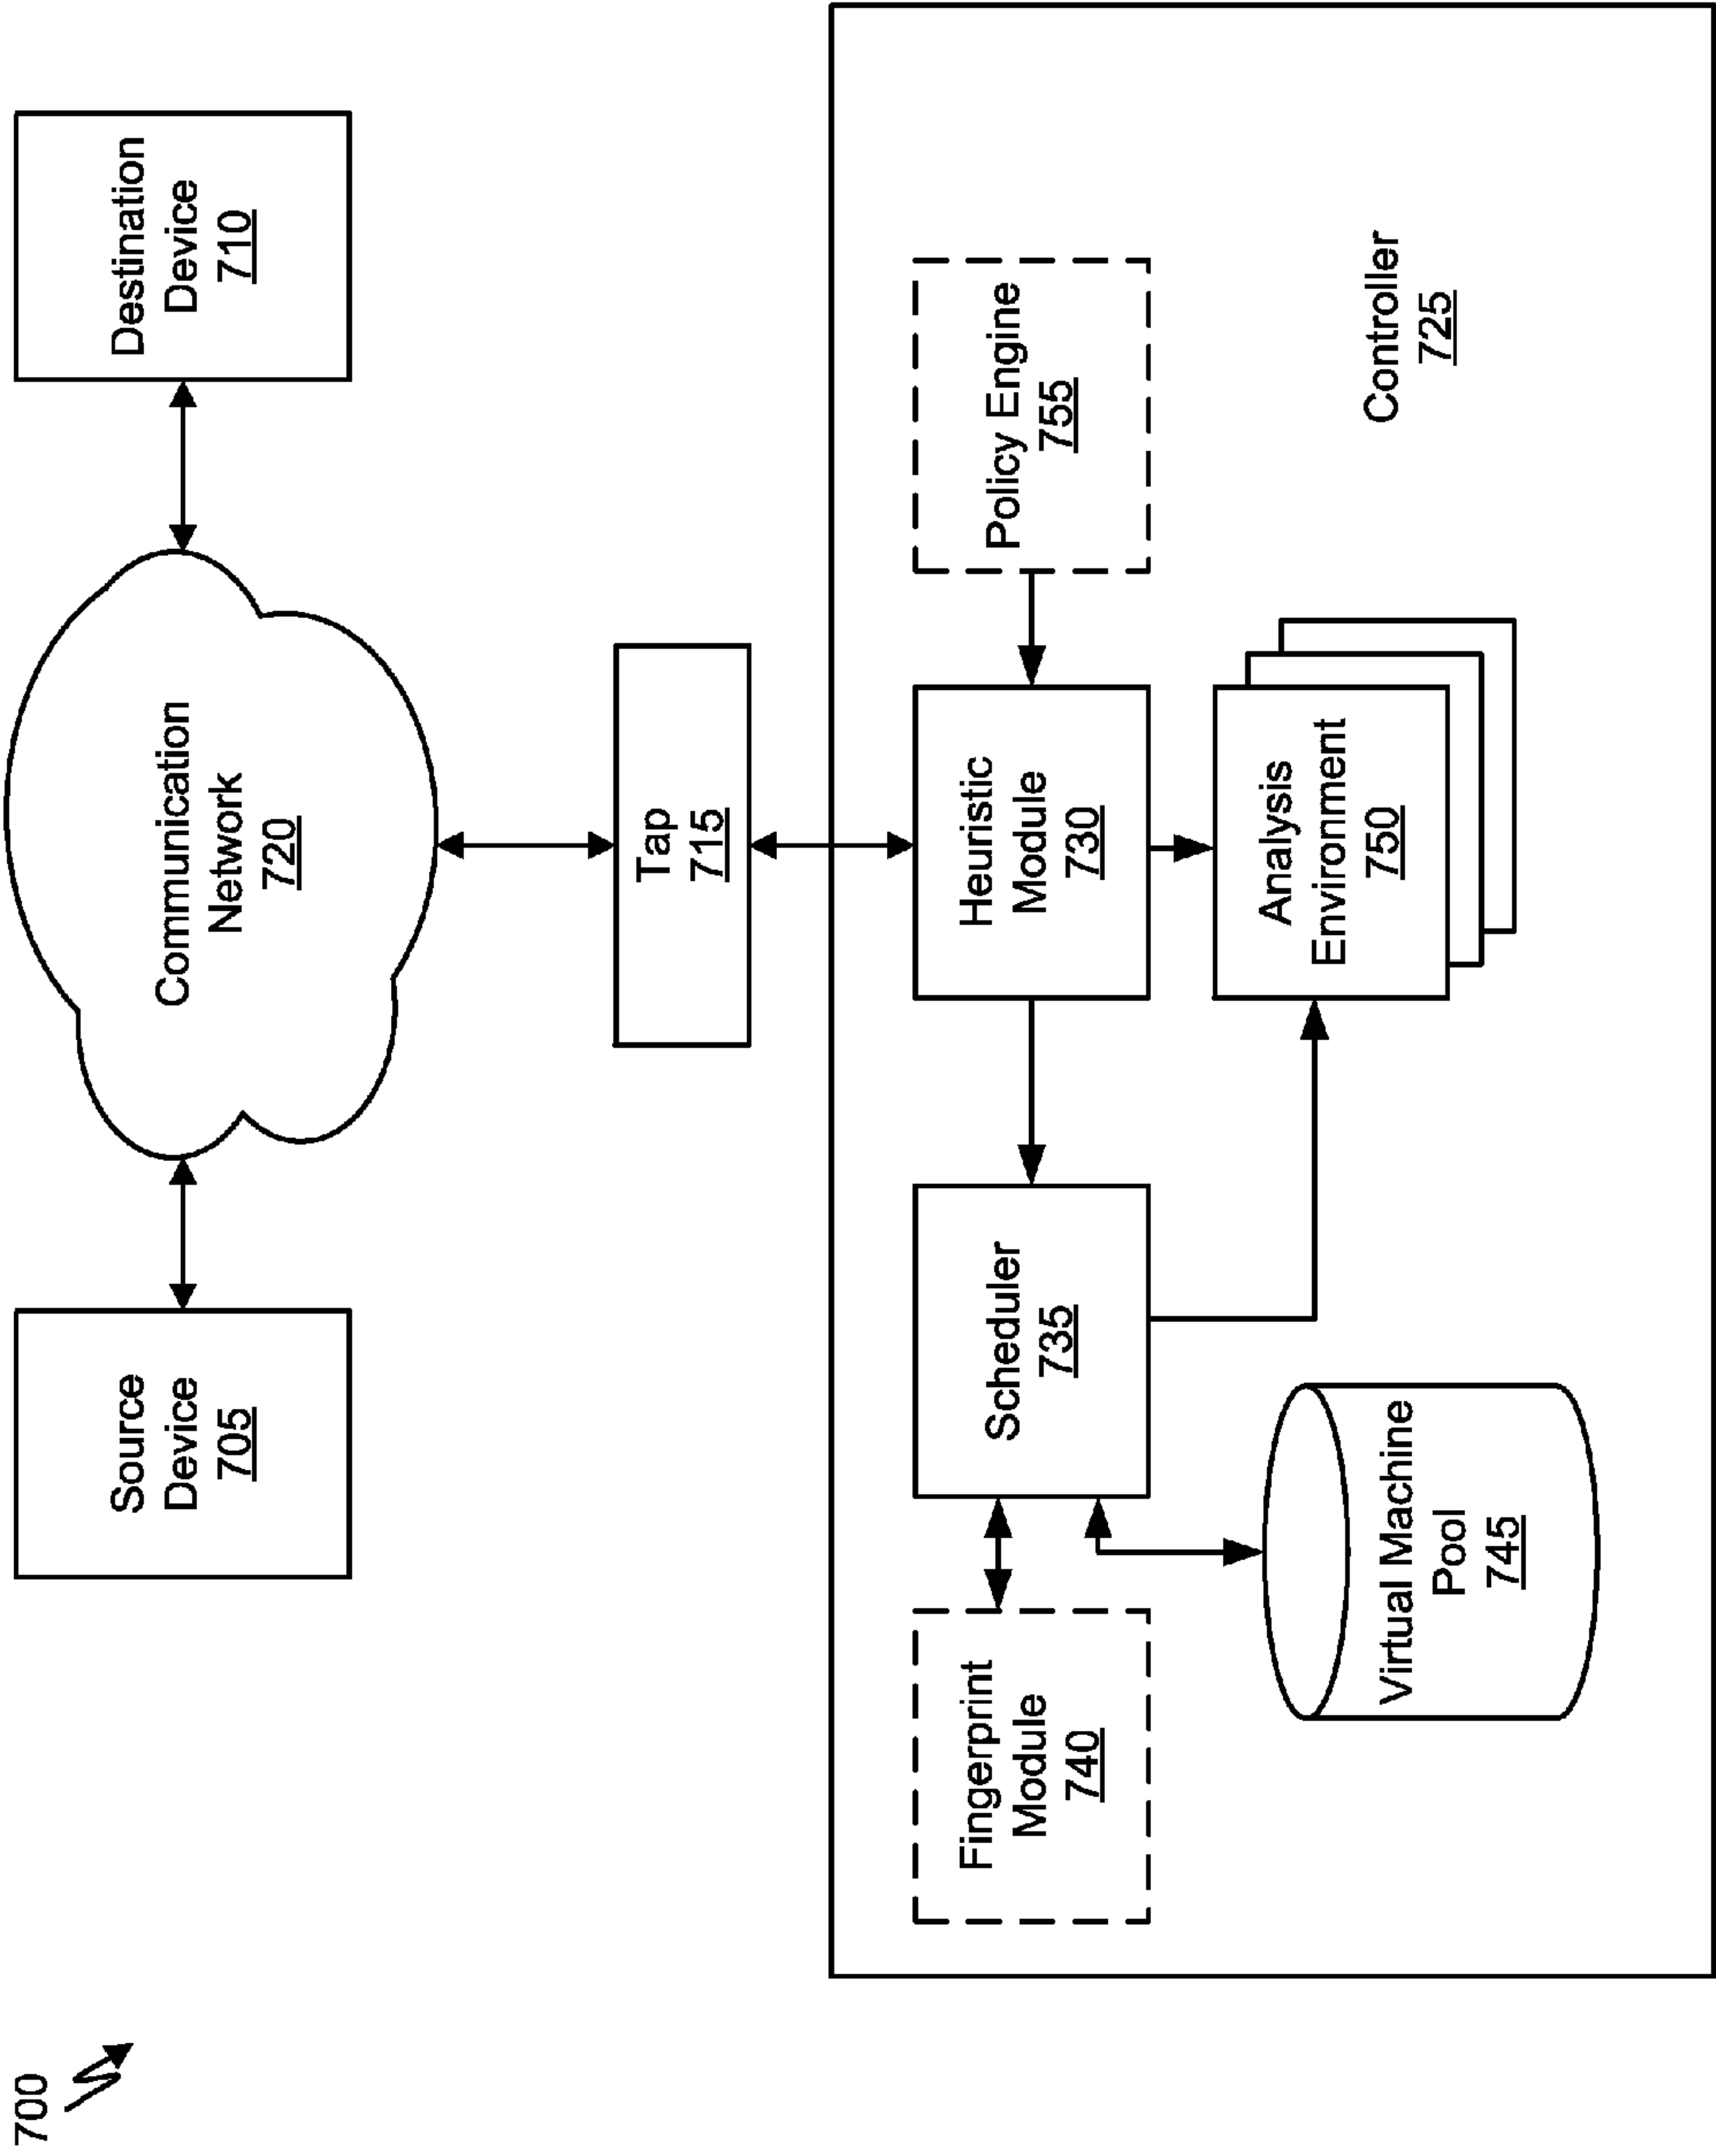 700
Source
Device
705
Communication
Network
720
Destination
Device
710
Tap
715
Fingerprint
Module
740
Scheduler
735
Heuristic
Module
730
Policy Engine
755
Virtual Machine
Pool
745
Analysis
Environment
750
Controller
725